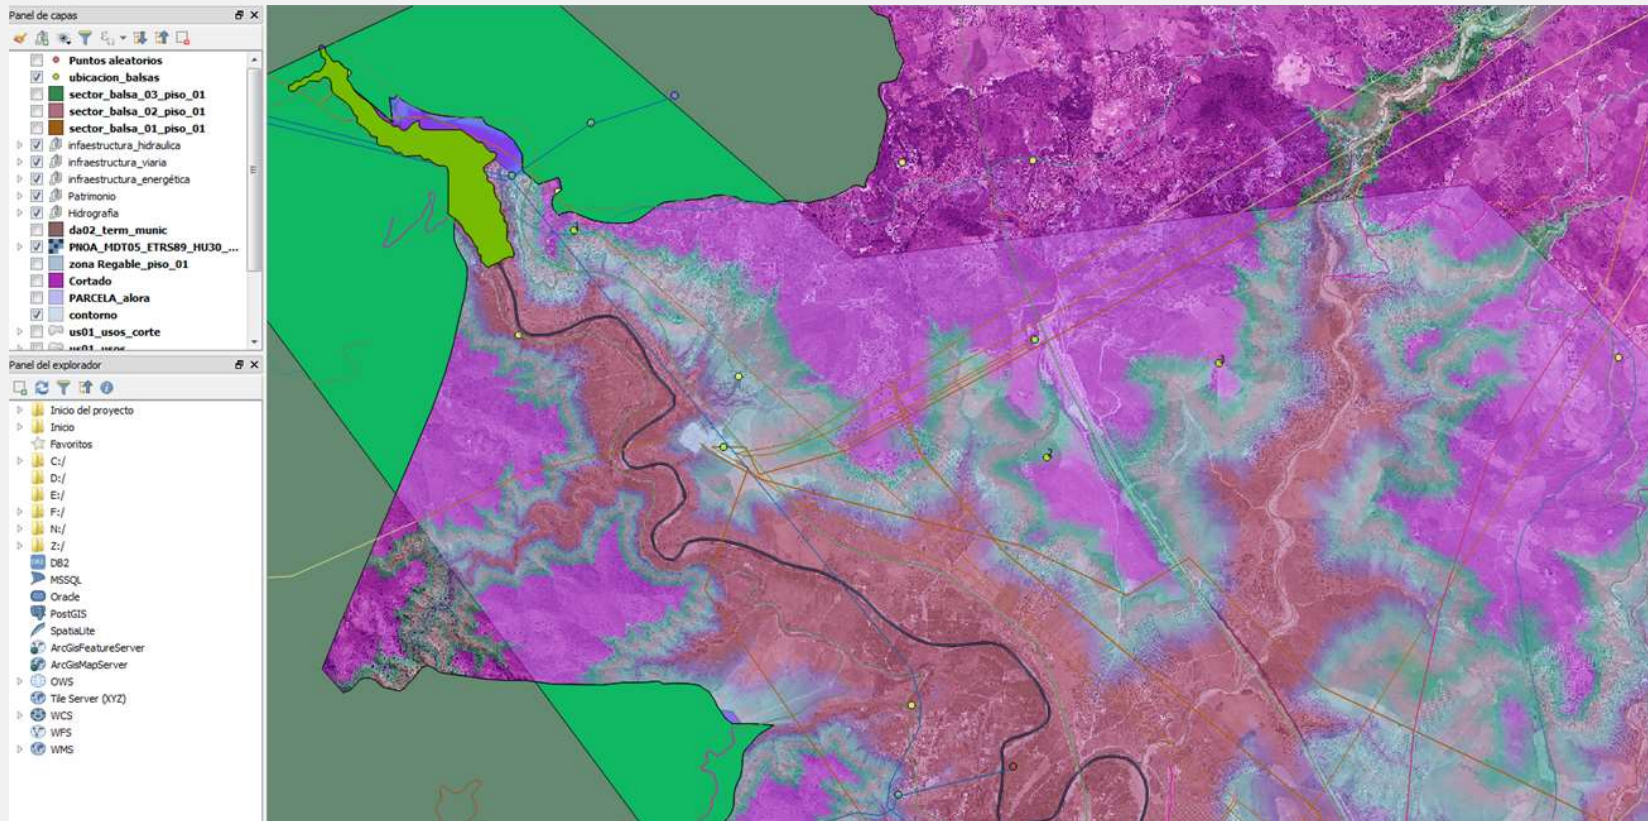 Panel de capas
Puntos aleatorios
ubicacion_balsas
sector_balsa_03_piso_01
sector_balsa_02_piso_01
sector_balsa_01_piso_01
infaestructura_hidraulica
infraestructura_viaria
infraestructura_energética
Patrimonio
Hidrografia
da02_term_munic
PNOA_MDT05_ETRS89_HU30_...
zona Regable_piso_01
Cortado
PARCELA_alora
contorno
us01_usos_corte
us01_usos
Panel del explorador
Inicio del proyecto
Inicio
Favoritos
C:/
D:/
E:/
F:/
N:/
Z:/
DB2
MSSQL
Oracle
PostGIS
SpatiaLite
ArcGisFeatureServer
ArcGisMapServer
OWS
Tile Server (XYZ)
WCS
WFS
WMS